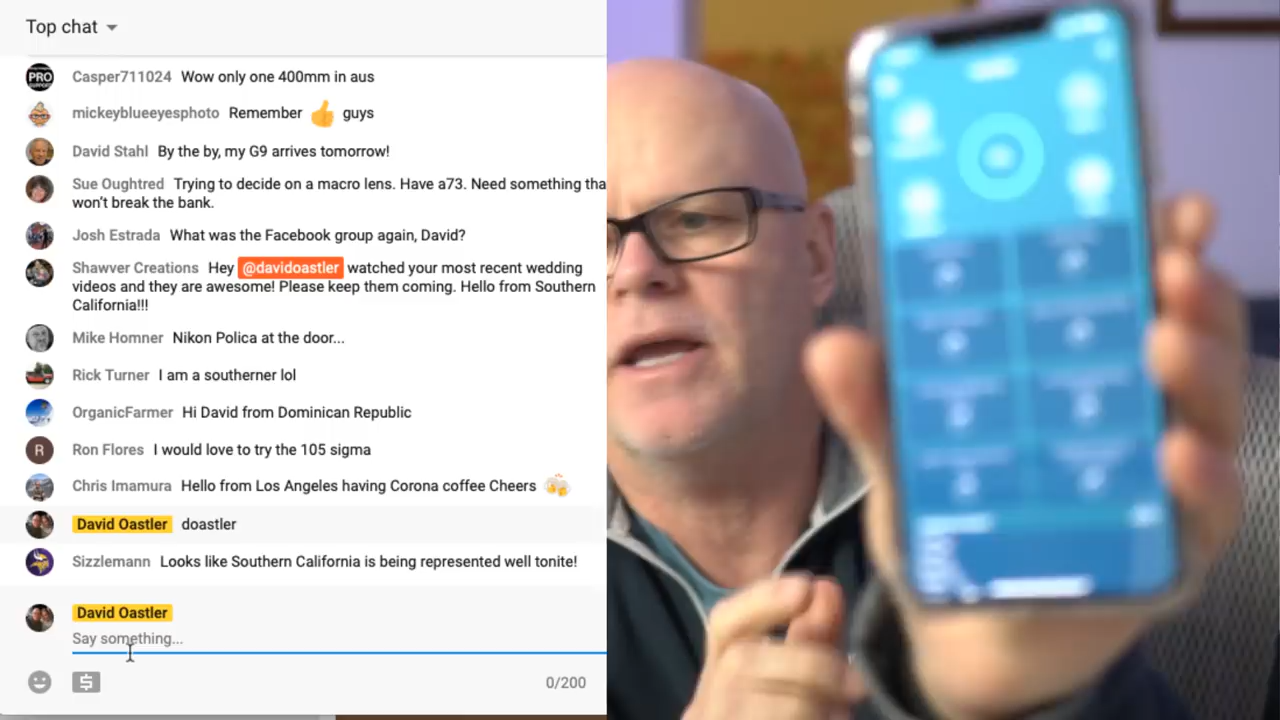 Top chat
PRO
Casper711024 Wow only one 400mm in aus
mickeyblueeyesphoto Remember 👍 guys
David Stahl By the by, my G9 arrives tomorrow!
Sue Oughtred Trying to decide on a macro lens. Have a73. Need something tha
won't break the bank.
Josh Estrada What was the Facebook group again, David?
Shawver Creations Hey @davidoastler watched your most recent wedding
videos and they are awesome! Please keep them coming. Hello from Southern
California!!!
Mike Homner Nikon Polica at the door...
Rick Turner I am a southerner lol
OrganicFarmer Hi David from Dominican Republic
R Ron Flores I would love to try the 105 sigma
Chris Imamura Hello from Los Angeles having Corona coffee Cheers 🍻
David Oastler doastler
Sizzlemann Looks like Southern California is being represented well tonite!
David Oastler
Say something...
$ 0/200